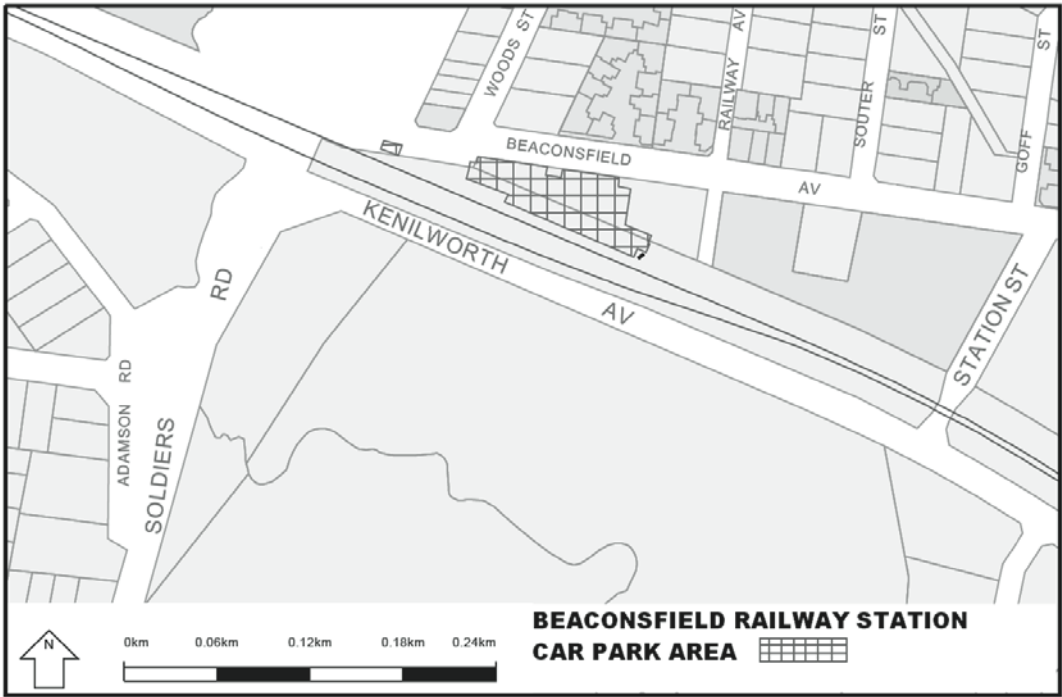 WOODS ST
RAILWAY AV
SOUTER ST
GOFF ST
BEACONSFIELD AV
KENILWORTH AV
STATION ST
SOLDIERS RD
ADAMSON RD
N
0km 0.06km 0.12km 0.18km 0.24km
BEACONSFIELD RAILWAY STATION
CAR PARK AREA